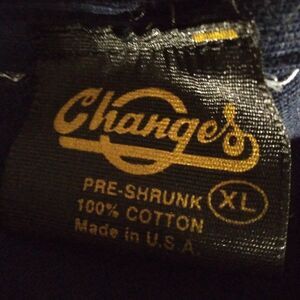 Changes
PRE-SHRUNK XL
100% COTTON
Made in U.S.A.